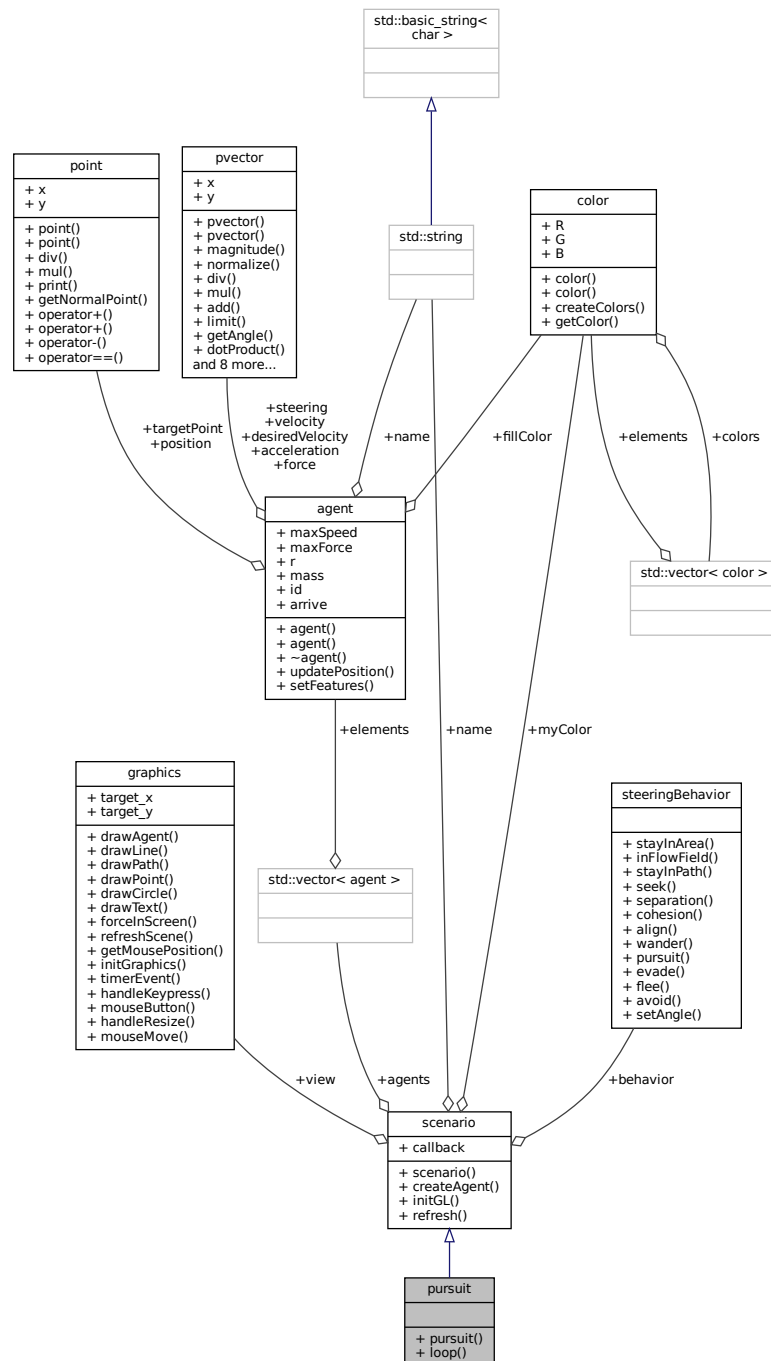 std::basic_string<
char >
point
+ x
+ y
+ point()
+ point()
+ div()
+ mul()
+ print()
+ getNormalPoint()
+ operator+()
+ operator+()
+ operator-()
+ operator==()
pvector
+ x
+ y
+ pvector()
+ pvector()
+ magnitude()
+ normalize()
+ div()
+ mul()
+ add()
+ limit()
+ getAngle()
+ dotProduct()
and 8 more...
std::string
color
+ R
+ G
+ B
+ color()
+ color()
+ createColors()
+ getColor()
+targetPoint
+position
+steering
+velocity
+desiredVelocity
+acceleration
+force
+name
+fillColor
+elements
+colors
agent
+ maxSpeed
+ maxForce
+ r
+ mass
+ id
+ arrive
+ agent()
+ agent()
+ ~agent()
+ updatePosition()
+ setFeatures()
std::vector< color >
+elements
+name
+myColor
graphics
+ target_x
+ target_y
+ drawAgent()
+ drawLine()
+ drawPath()
+ drawPoint()
+ drawCircle()
+ drawText()
+ forceInScreen()
+ refreshScene()
+ getMousePosition()
+ initGraphics()
+ timerEvent()
+ handleKeypress()
+ mouseButton()
+ handleResize()
+ mouseMove()
std::vector< agent >
steeringBehavior
+ stayInArea()
+ inFlowField()
+ stayInPath()
+ seek()
+ separation()
+ cohesion()
+ align()
+ wander()
+ pursuit()
+ evade()
+ flee()
+ avoid()
+ setAngle()
+view
+agents
+behavior
scenario
+ callback
+ scenario()
+ createAgent()
+ initGL()
+ refresh()
pursuit
+ pursuit()
+ loop()